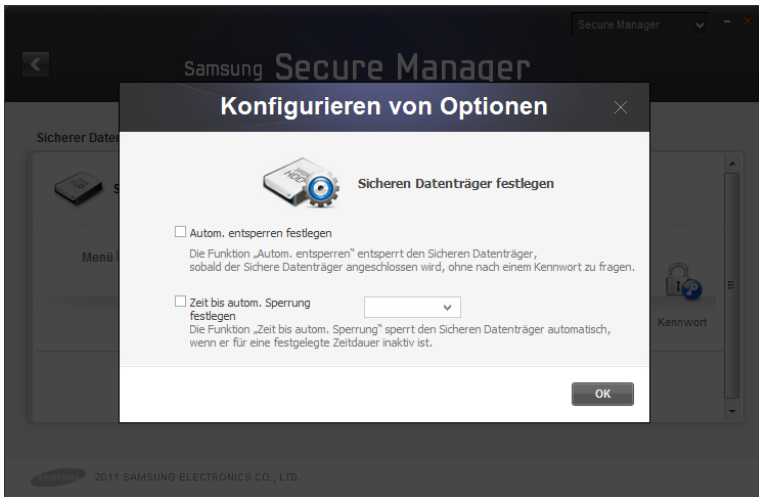 Secure Manager
Samsung Secure Manager
Konfigurieren von Optionen
Sicherer Daten
HDD
Sicheren Datenträger festlegen
S
Autom. entsperren festlegen
Menü
Die Funktion „Autom. entsperren“ entsperrt den Sicheren Datenträger,
sobald der Sichere Datenträger angeschlossen wird, ohne nach einem Kennwort zu fragen.
Zeit bis autom. Sperrung
festlegen
Kennwort
Die Funktion „Zeit bis autom. Sperrung“ sperrt den Sicheren Datenträger automatisch,
wenn er für eine festgelegte Zeitdauer inaktiv ist.
OK
SAMSUNG 2011 SAMSUNG ELECTRONICS CO., LTD.